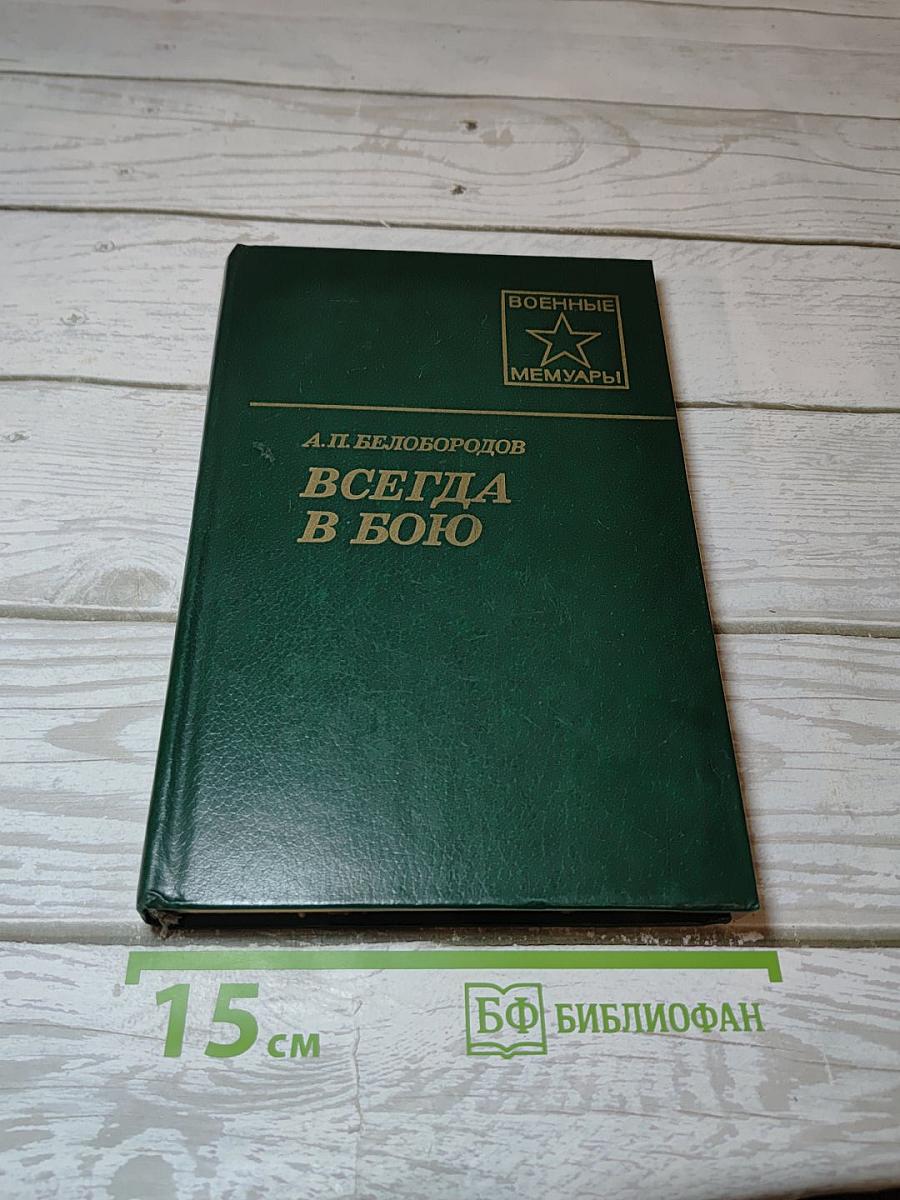 ВОЕННЫЕ
МЕМУАРЫ
А.П. БЕЛОБОРОДОВ
ВСЕГДА
В БОЮ
15 см
БФ БИБЛИОФАН